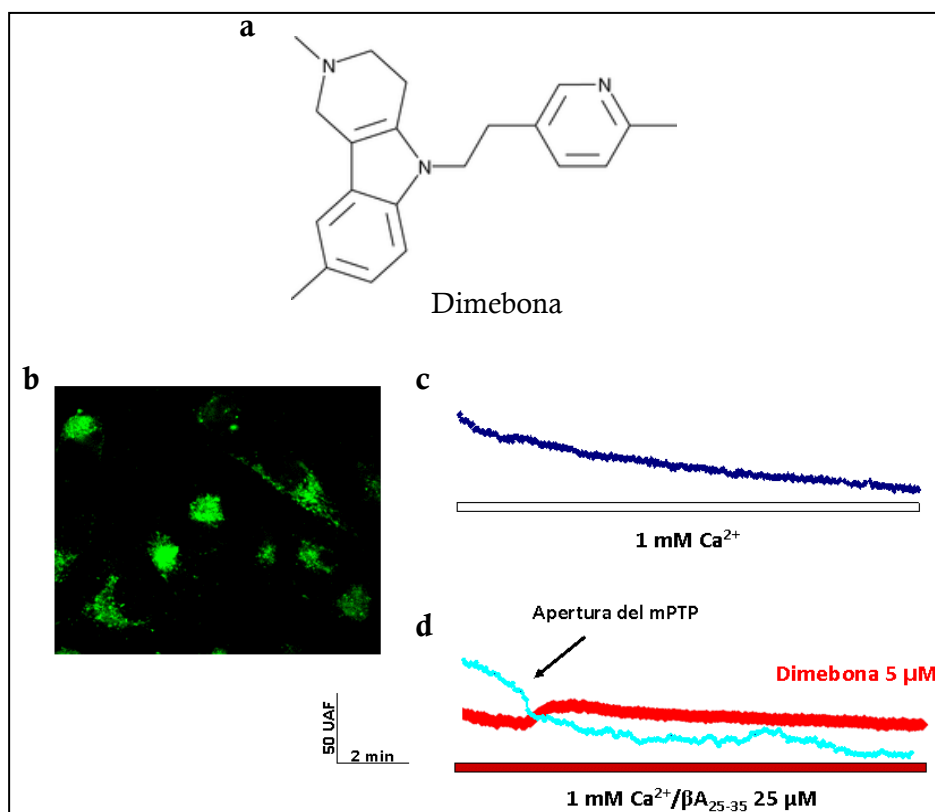 a
N
N
N
Dimebona
b
c
1 mM Ca²⁺
d
Apertura del mPTP
Dimebona 5 µM
50 UAF
2 min
1 mM Ca²⁺/βA₂₅₋₃₅ 25 µM